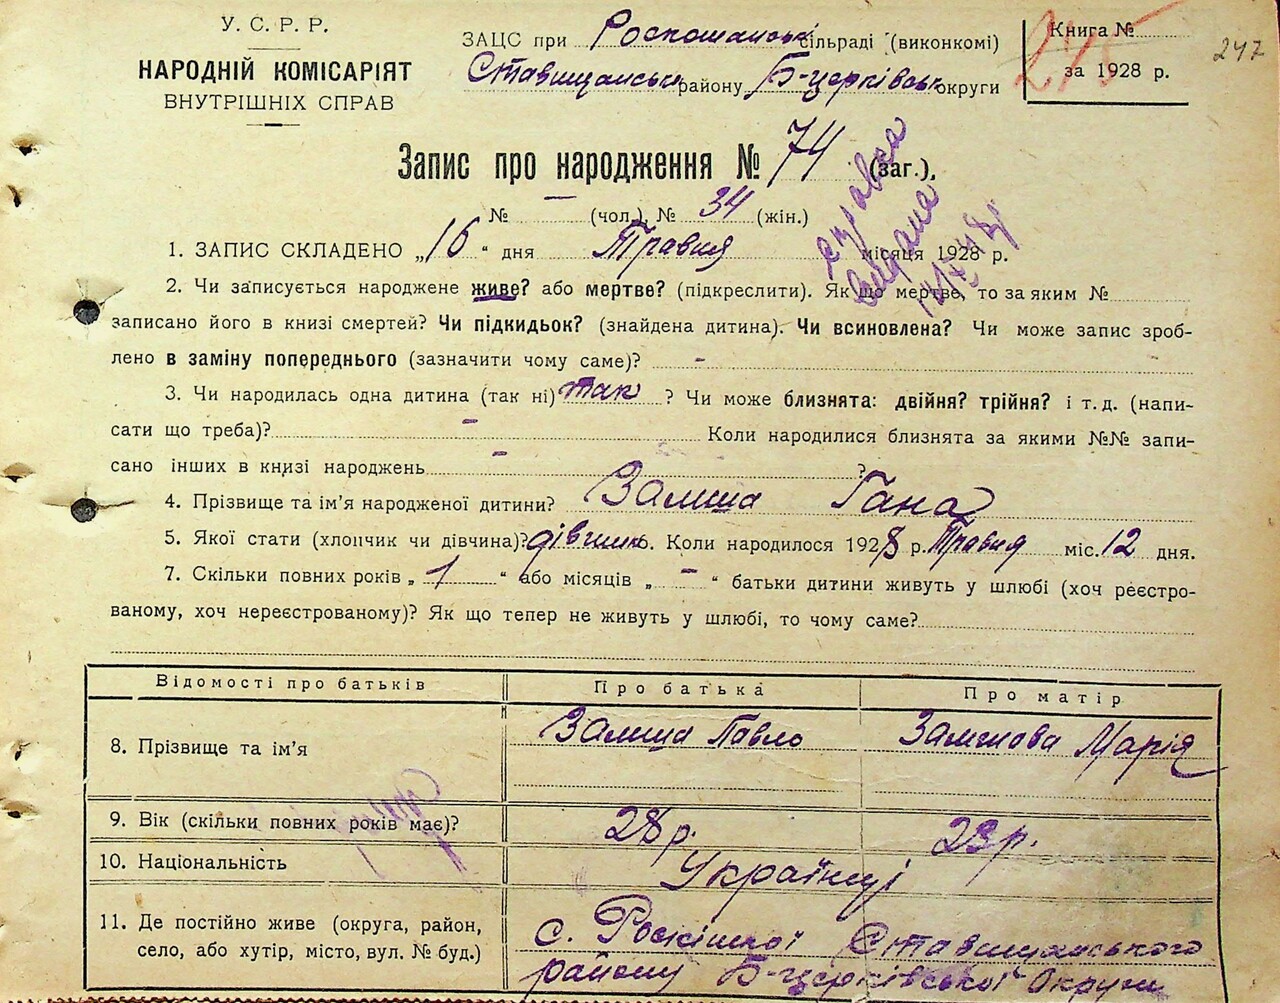 У. С. Р. Р.
НАРОДНІЙ КОМІСАРІЯТ
ВНУТРІШНІХ СПРАВ
ЗАЦС при Роскошанські сільраді (виконкомі)
Ставищанськ району Б-церківськ округи
Книга №
за 1928 р.
275
247
Запис про народження № 74 (заг.),
№ — (чол.), № 34 (жін.)
справка
видана
1. ЗАПИС СКЛАДЕНО „16“ дня Травня місяця 1928 р.
2. Чи записується народжене живе? або мертве? (підкреслити). Як що мертве, то за яким №
записано його в книзі смертей? Чи підкидьок? (знайдена дитина). Чи всиновлена? Чи може запис зроб-
лено в заміну попереднього (зазначити чому саме)? -
3. Чи народилась одна дитина (так ні) так ? Чи може близнята: двійня? трійня? і т. д. (напи-
сати що треба)? - Коли народилися близнята за якими №№ запи-
сано інших в книзі народжень - ?
4. Прізвище та ім'я народженої дитини? Залиша Гана
5. Якої стати (хлопчик чи дівчина)? дівчин 6. Коли народилося 1928 р. Травня міс. 12 дня.
7. Скільки повних років „ 1 “ або місяців „ - “ батьки дитини живуть у шлюбі (хоч реєстро-
ваному, хоч нереєстрованому)? Як що тепер не живуть у шлюбі, то чому саме?
Відомості про батьків Про батька Про матір
8. Прізвище та ім'я Залиша Павло Марія
9. Вік (скільки повних років має)? 28 р. 23 р.
10. Національність Українці
11. Де постійно живе (округа, район,
село, або хутір, місто, вул. № буд.)
с. Роскішної Ставищанського
району Б-церківської Округи